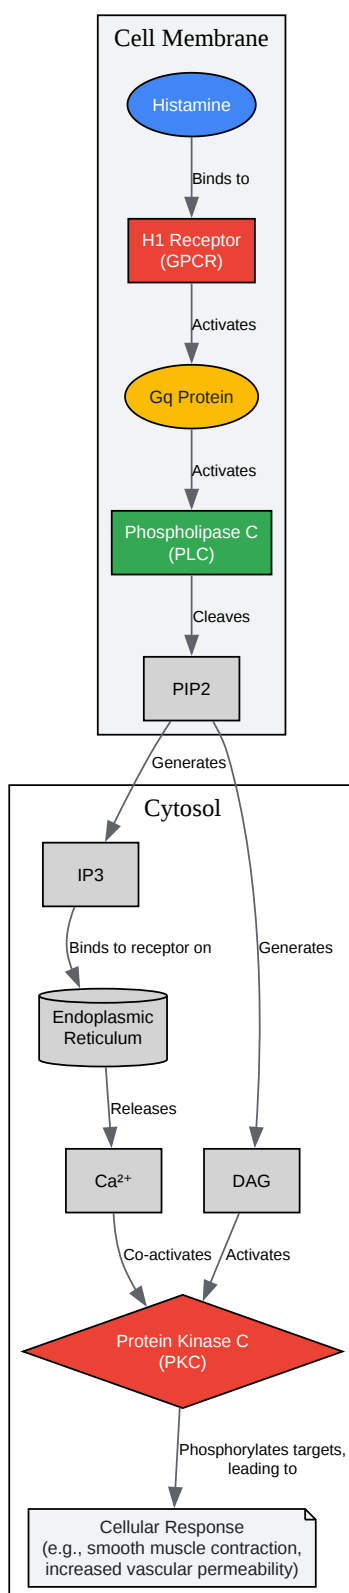 Cell Membrane
Histamine
Binds to
H1 Receptor
(GPCR)
Activates
Gq Protein
Activates
Phospholipase C
(PLC)
Cleaves
PIP2
Generates
Cytosol
IP3
Binds to receptor on
Generates
Endoplasmic
Reticulum
Releases
Ca²⁺
DAG
Co-activates
Activates
Protein Kinase C
(PKC)
Phosphorylates targets,
leading to
Cellular Response
(e.g., smooth muscle contraction,
increased vascular permeability)